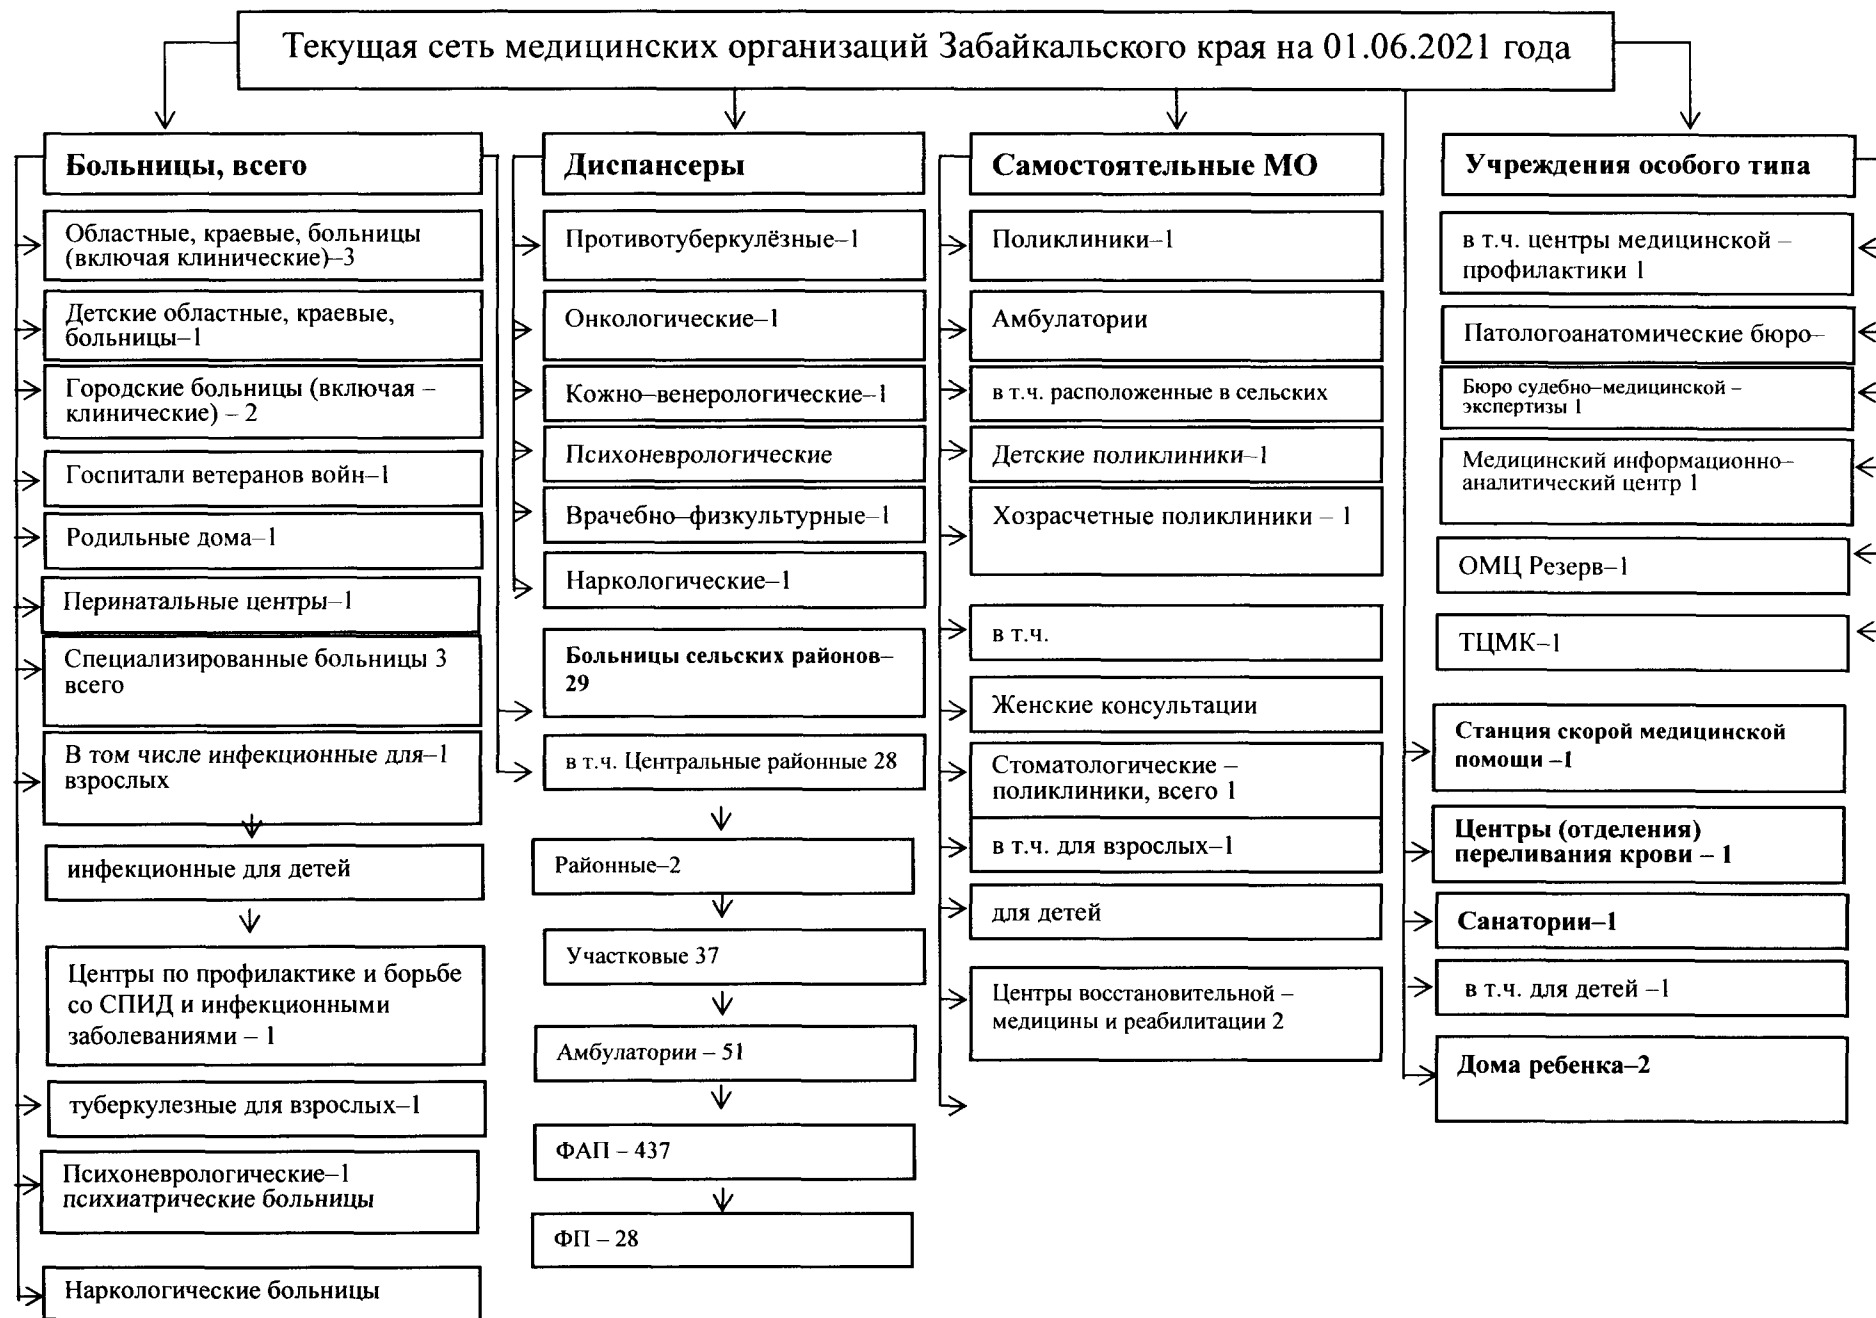 Текущая сеть медицинских организаций Забайкальского края на 01.06.2021 года
Больницы, всего
Областные, краевые, больницы
(включая клинические)–3
Детские областные, краевые,
больницы–1
Городские больницы (включая –
клинические) – 2
Госпитали ветеранов войн–1
Родильные дома–1
Перинатальные центры–1
Специализированные больницы 3
всего
В том числе инфекционные для–1
взрослых
инфекционные для детей
Центры по профилактике и борьбе
со СПИД и инфекционными
заболеваниями – 1
туберкулезные для взрослых–1
Психоневрологические–1
психиатрические больницы
Наркологические больницы
Диспансеры
Противотуберкулёзные–1
Онкологические–1
Кожно–венерологические–1
Психоневрологические
Врачебно–физкультурные–1
Наркологические–1
Больницы сельских районов–
29
в т.ч. Центральные районные 28
Районные–2
Участковые 37
Амбулатории – 51
ФАП – 437
ФП – 28
Самостоятельные МО
Поликлиники–1
Амбулатории
в т.ч. расположенные в сельских
Детские поликлиники–1
Хозрасчетные поликлиники – 1
в т.ч.
Женские консультации
Стоматологические –
поликлиники, всего 1
в т.ч. для взрослых–1
для детей
Центры восстановительной –
медицины и реабилитации 2
Учреждения особого типа
в т.ч. центры медицинской –
профилактики 1
Патологоанатомические бюро–
Бюро судебно–медицинской –
экспертизы 1
Медицинский информационно–
аналитический центр 1
ОМЦ Резерв–1
ТЦМК–1
Станция скорой медицинской
помощи –1
Центры (отделения)
переливания крови – 1
Санатории–1
в т.ч. для детей –1
Дома ребенка–2